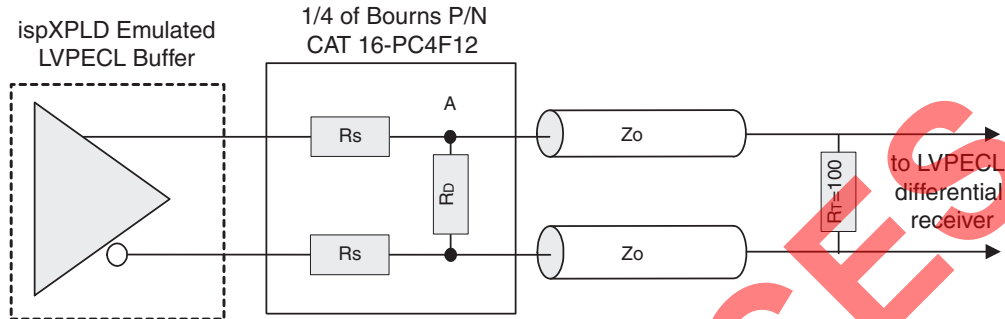 ispXPLD Emulated
LVPECL Buffer
1/4 of Bourns P/N
CAT 16-PC4F12
A
Rs
RD
Rs
Zo
Zo
RT=100
to LVPECL
differential
receiver
CES